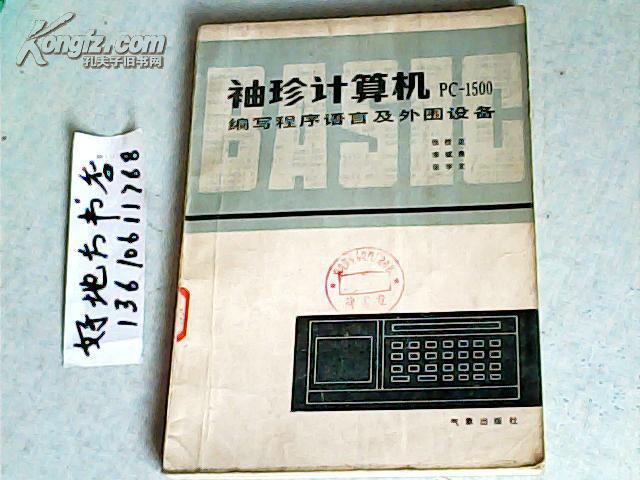 Kongfz.com
孔夫子旧书网
好地方书店
13610611768
BASIC
袖珍计算机 PC-1500
编写程序语言及外围设备
气象出版社